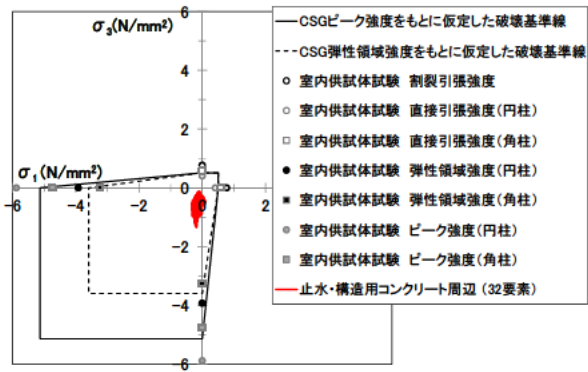 σ3(N/mm²)
6
4
2
0
-2
-4
-6
σ1(N/mm²)
-6
-4
-2
0
2
CSGピーク強度をもとに仮定した破壊基準線
CSG弾性領域強度をもとに仮定した破壊基準線
室内供試体試験 割裂引張強度
室内供試体試験 直接引張強度(円柱)
室内供試体試験 直接引張強度(角柱)
室内供試体試験 弾性領域強度(円柱)
室内供試体試験 弾性領域強度(角柱)
室内供試体試験 ピーク強度(円柱)
室内供試体試験 ピーク強度(角柱)
止水・構造用コンクリート周辺(32要素)